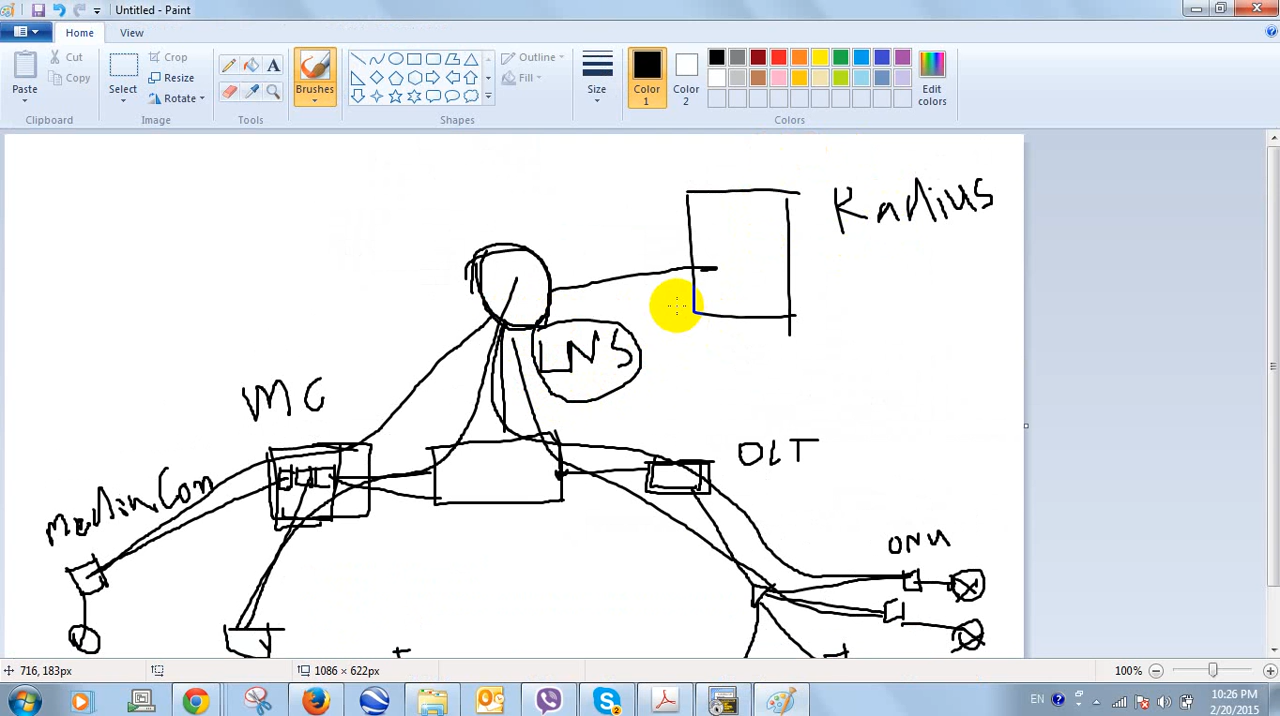 Untitled - Paint
Home
View
Paste
Cut
Copy
Clipboard
Select
Crop
Resize
Rotate
Image
A
Tools
Brushes
Outline
Fill
Shapes
Size
Color
1
Color
2
Edit
colors
Colors
Radius
LNS
MC
OLT
ONU
716, 183px
1086 × 622px
100%
EN
10:26 PM
2/20/2015